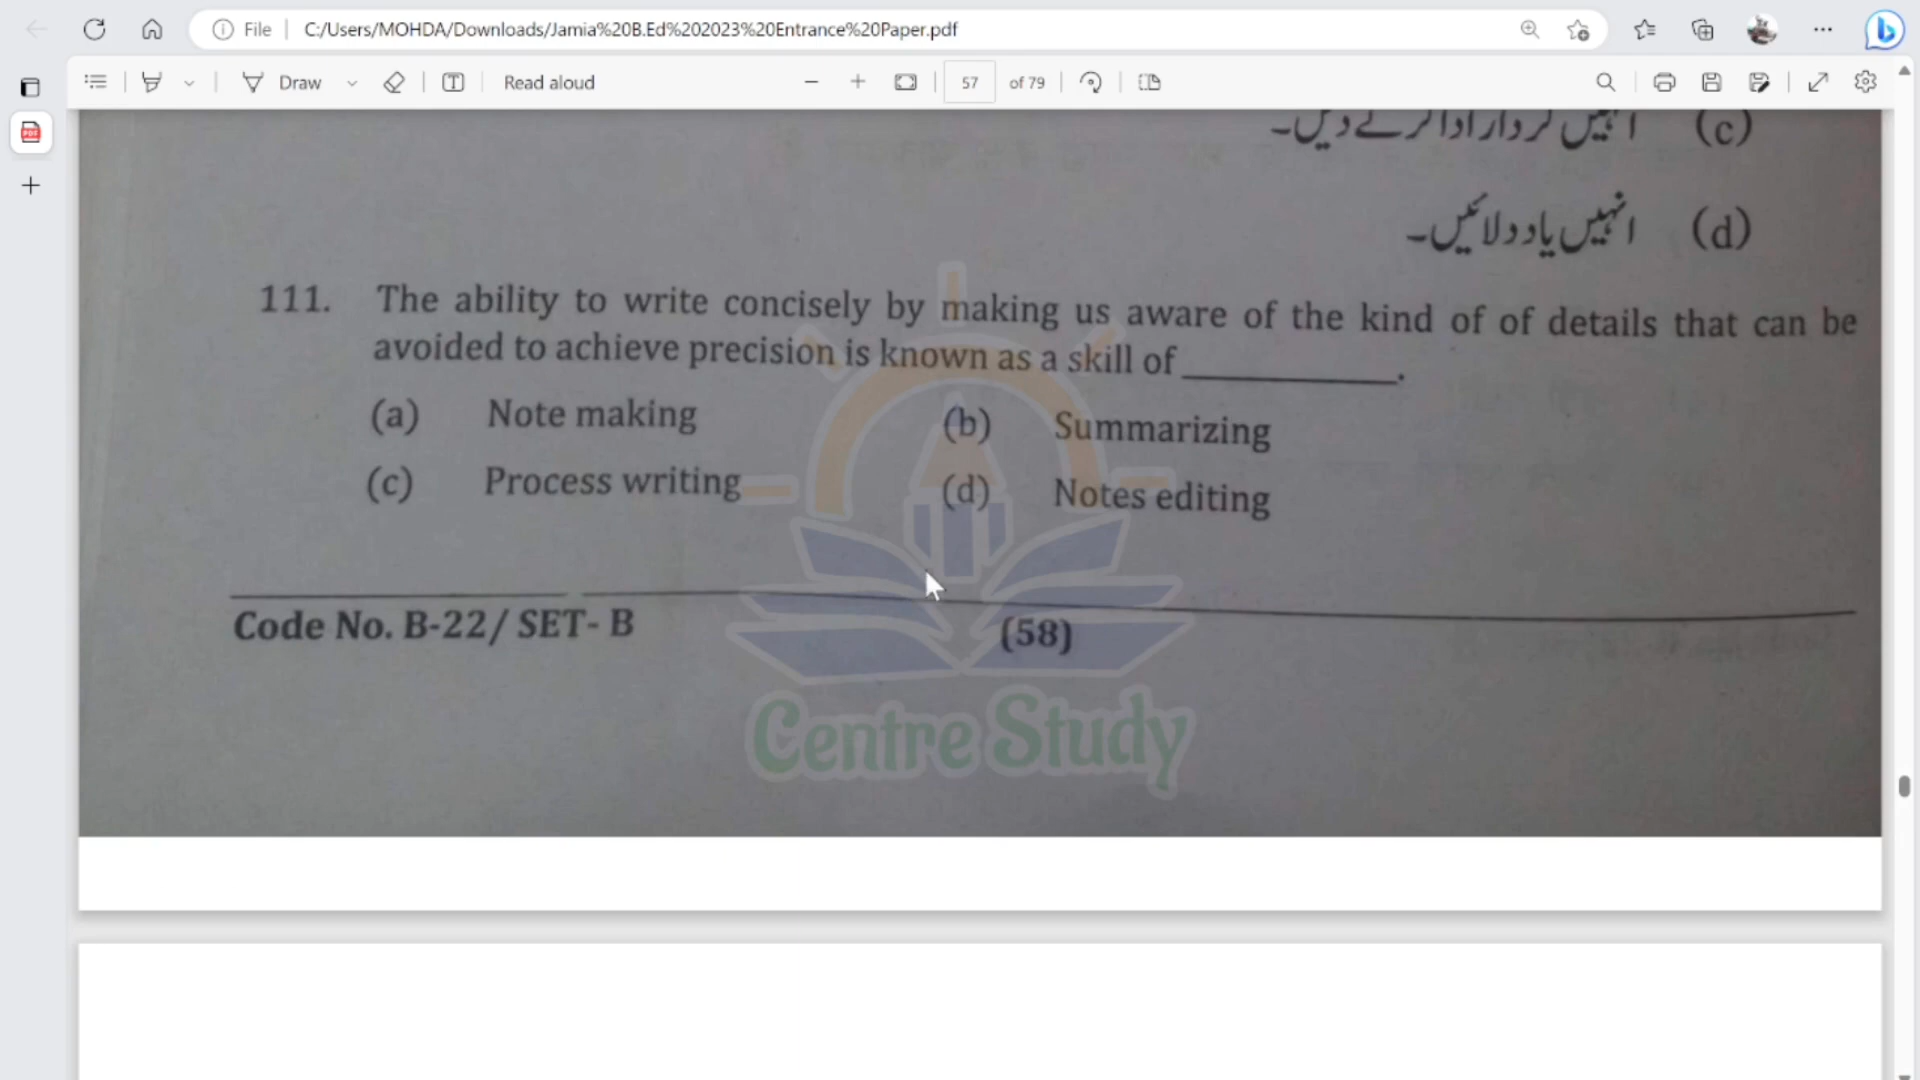 File
C:/Users/MOHDA/Downloads/Jamia%20B.Ed%202023%20Entrance%20Paper.pdf
Draw
Read aloud
57 of 79
(c) انہیں کردار ادا کرنے دیں۔
(d) انہیں یاد دلائیں۔
111. The ability to write concisely by making us aware of the kind of of details that can be
avoided to achieve precision is known as a skill of __________.
(a) Note making (b) Summarizing
(c) Process writing (d) Notes editing
Code No. B-22/ SET- B (58)
Centre Study